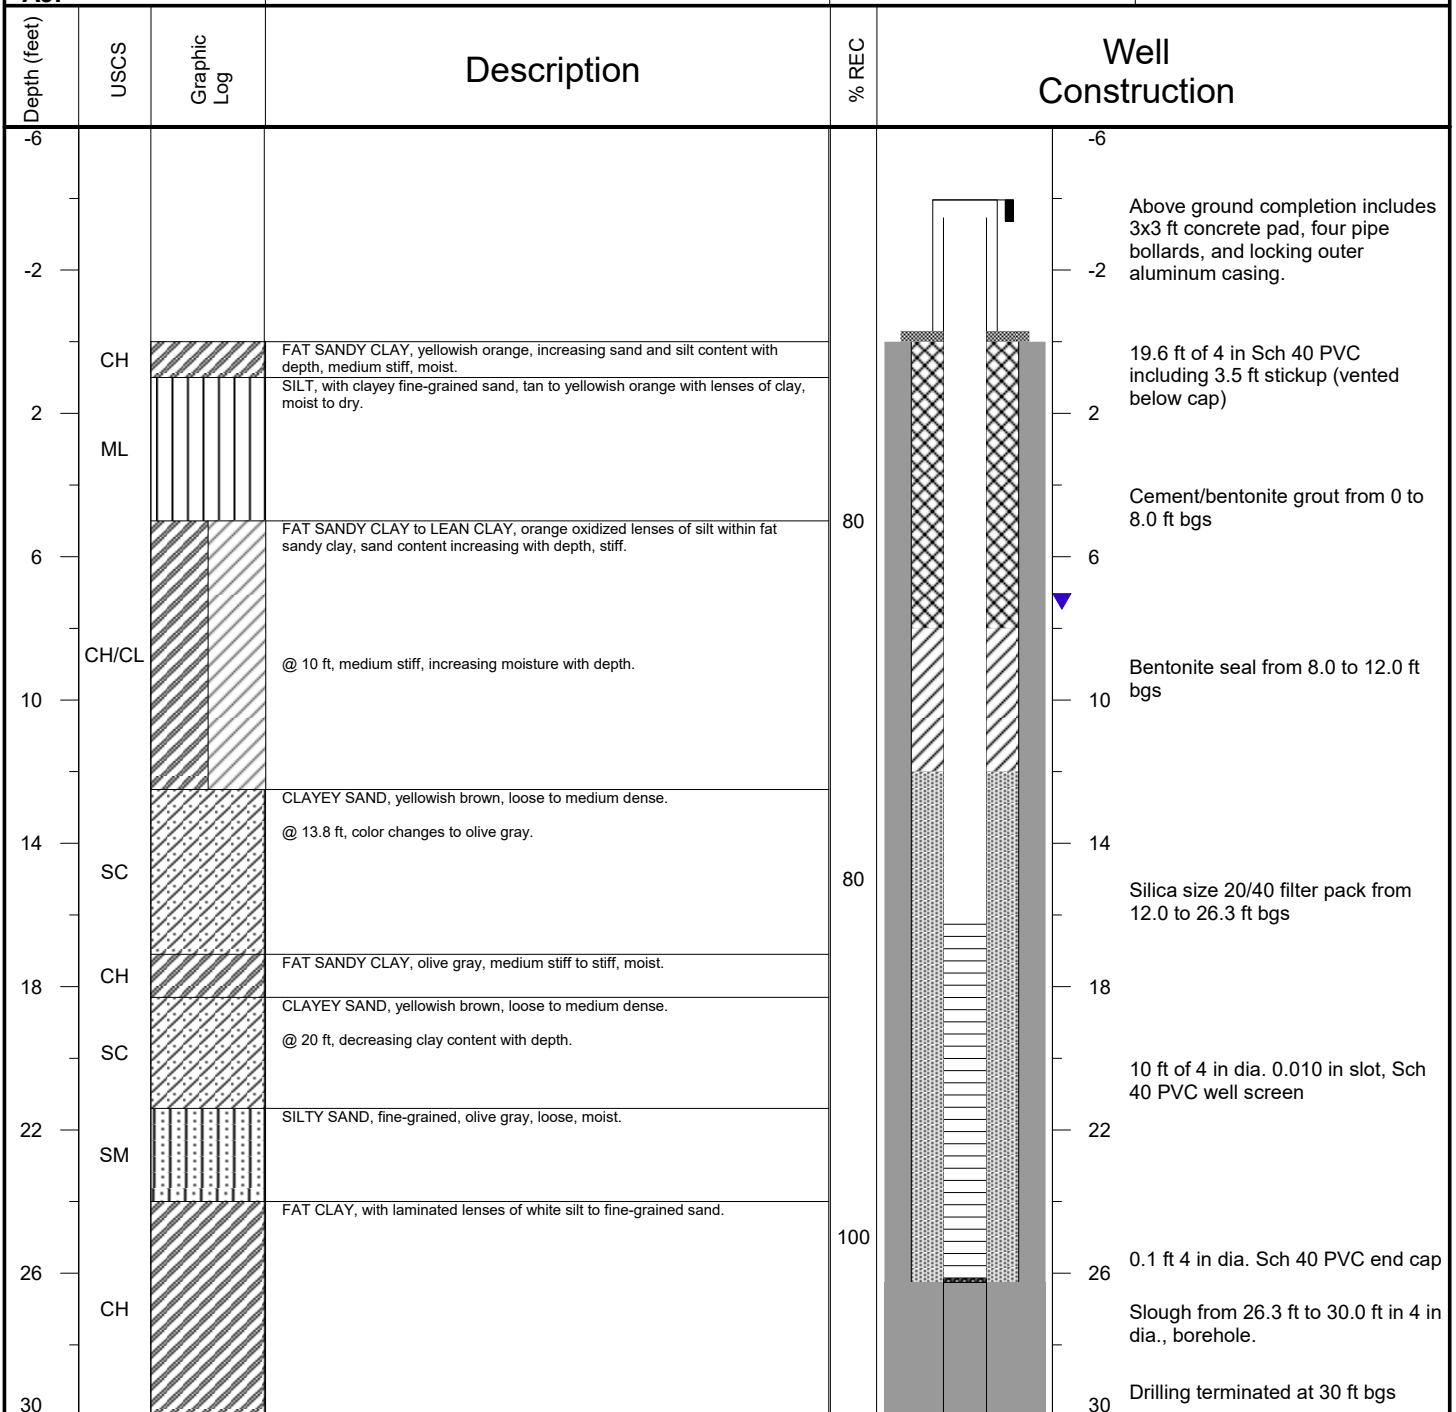 Depth (feet)
USCS
Graphic
Log
Description
% REC
Well
Construction
-6
-6
Above ground completion includes
3x3 ft concrete pad, four pipe
bollards, and locking outer
aluminum casing.
-2
-2
CH
FAT SANDY CLAY, yellowish orange, increasing sand and silt content with
depth, medium stiff, moist.
19.6 ft of 4 in Sch 40 PVC
including 3.5 ft stickup (vented
below cap)
SILT, with clayey fine-grained sand, tan to yellowish orange with lenses of clay,
moist to dry.
2
2
ML
Cement/bentonite grout from 0 to
8.0 ft bgs
FAT SANDY CLAY to LEAN CLAY, orange oxidized lenses of silt within fat
sandy clay, sand content increasing with depth, stiff.
80
6
6
CH/CL
@ 10 ft, medium stiff, increasing moisture with depth.
Bentonite seal from 8.0 to 12.0 ft
bgs
10
10
CLAYEY SAND, yellowish brown, loose to medium dense.
@ 13.8 ft, color changes to olive gray.
14
14
SC
80
Silica size 20/40 filter pack from
12.0 to 26.3 ft bgs
FAT SANDY CLAY, olive gray, medium stiff to stiff, moist.
CH
18
18
CLAYEY SAND, yellowish brown, loose to medium dense.
@ 20 ft, decreasing clay content with depth.
SC
10 ft of 4 in dia. 0.010 in slot, Sch
40 PVC well screen
SILTY SAND, fine-grained, olive gray, loose, moist.
22
22
SM
FAT CLAY, with laminated lenses of white silt to fine-grained sand.
100
0.1 ft 4 in dia. Sch 40 PVC end cap
26
26
CH
Slough from 26.3 ft to 30.0 ft in 4 in
dia., borehole.
Drilling terminated at 30 ft bgs
30
30